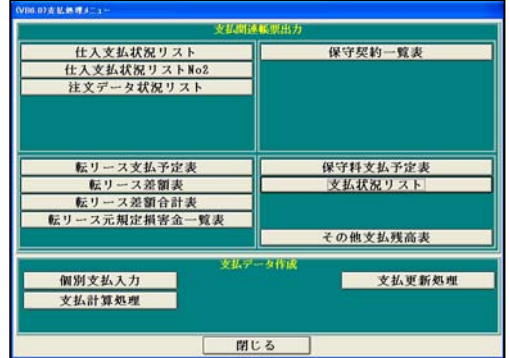 (VB6.0)支払処理メニュー
支払関連帳票出力
仕入支払状況リスト
仕入支払状況リストNo2
注文データ状況リスト
保守契約一覧表
転リース支払予定表
転リース差額表
転リース差額合計表
転リース元規定損害金一覧表
保守料支払予定表
支払状況リスト
その他支払残高表
支払データ作成
個別支払入力
支払計算処理
支払更新処理
閉じる